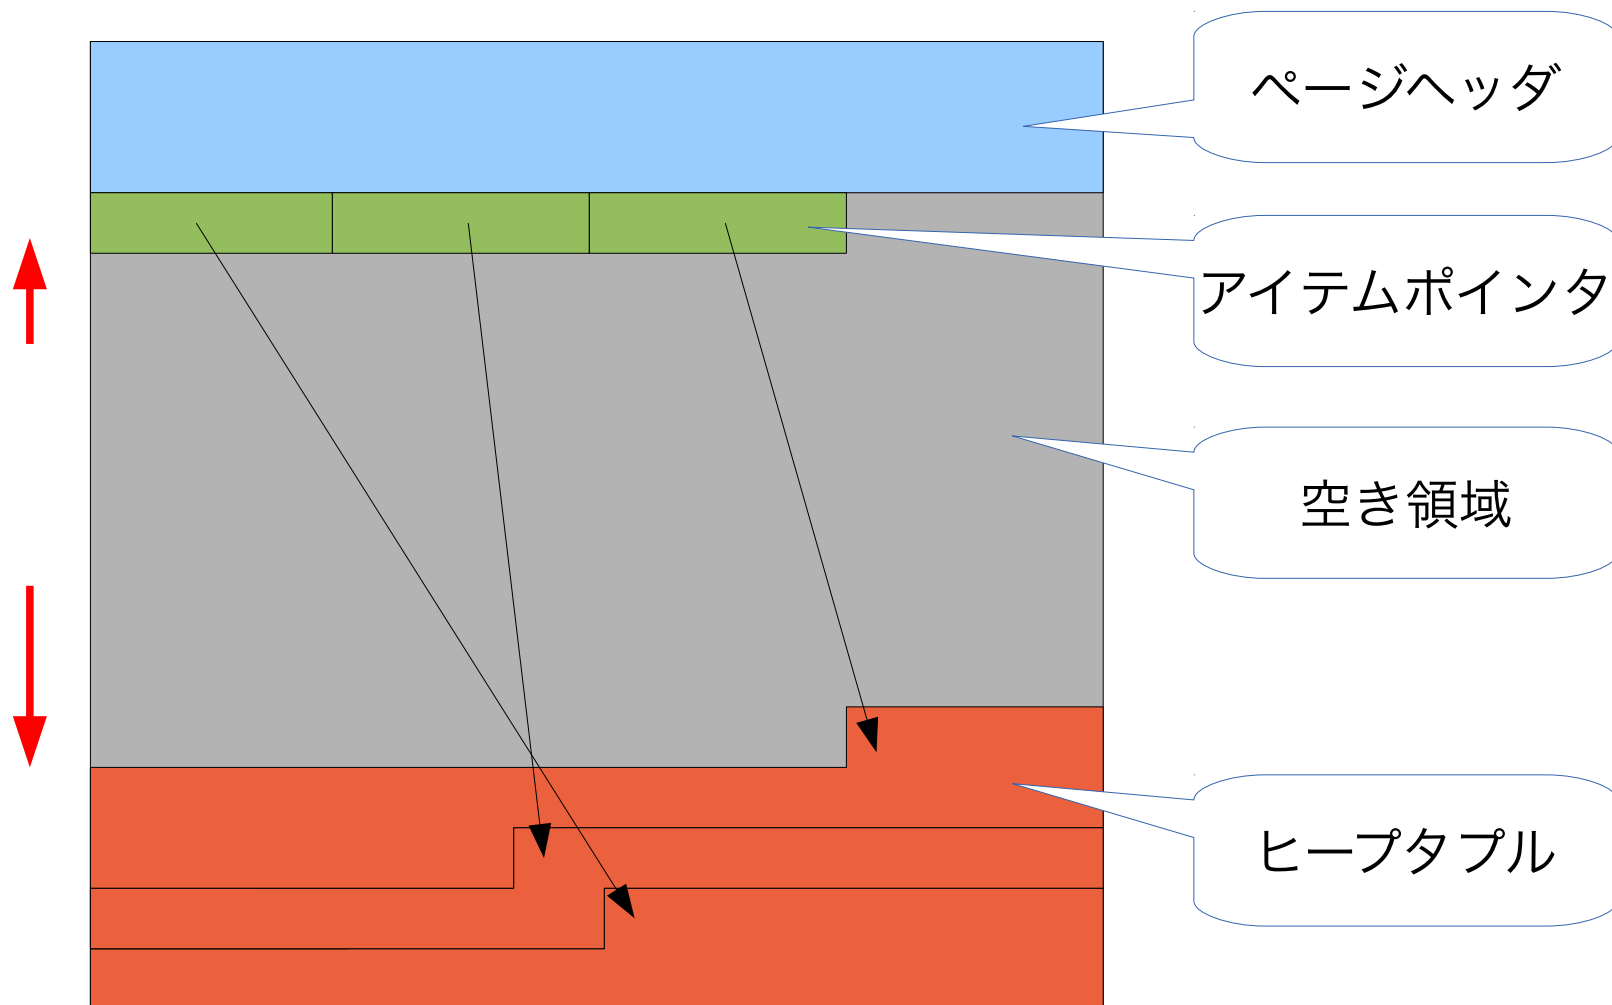 ページヘッダ
アイテムポインタ
空き領域
ヒープタプル